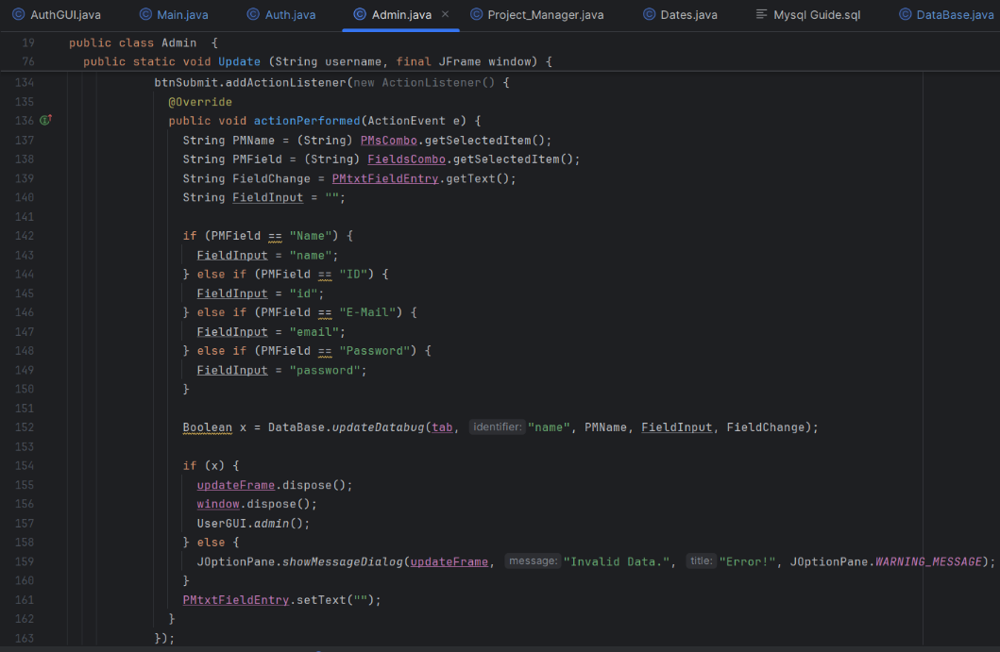 AuthGUI.java Main.java Auth.java Admin.java × Project_Manager.java Dates.java Mysql Guide.sql DataBase.java
19 public class Admin {
76 public static void Update (String username, final JFrame window) {
134 btnSubmit.addActionListener(new ActionListener() {
135 @Override
136 public void actionPerformed(ActionEvent e) {
137 String PMName = (String) PMsCombo.getSelectedItem();
138 String PMField = (String) FieldsCombo.getSelectedItem();
139 String FieldChange = PMtxtFieldEntry.getText();
140 String FieldInput = "";
141
142 if (PMField == "Name") {
143 FieldInput = "name";
144 } else if (PMField == "ID") {
145 FieldInput = "id";
146 } else if (PMField == "E-Mail") {
147 FieldInput = "email";
148 } else if (PMField == "Password") {
149 FieldInput = "password";
150 }
151
152 Boolean x = DataBase.updateDatabug(tab, identifier: "name", PMName, FieldInput, FieldChange);
153
154 if (x) {
155 updateFrame.dispose();
156 window.dispose();
157 UserGUI.admin();
158 } else {
159 JOptionPane.showMessageDialog(updateFrame, message: "Invalid Data.", title: "Error!", JOptionPane.WARNING_MESSAGE);
160 }
161 PMtxtFieldEntry.setText("");
162 }
163 });